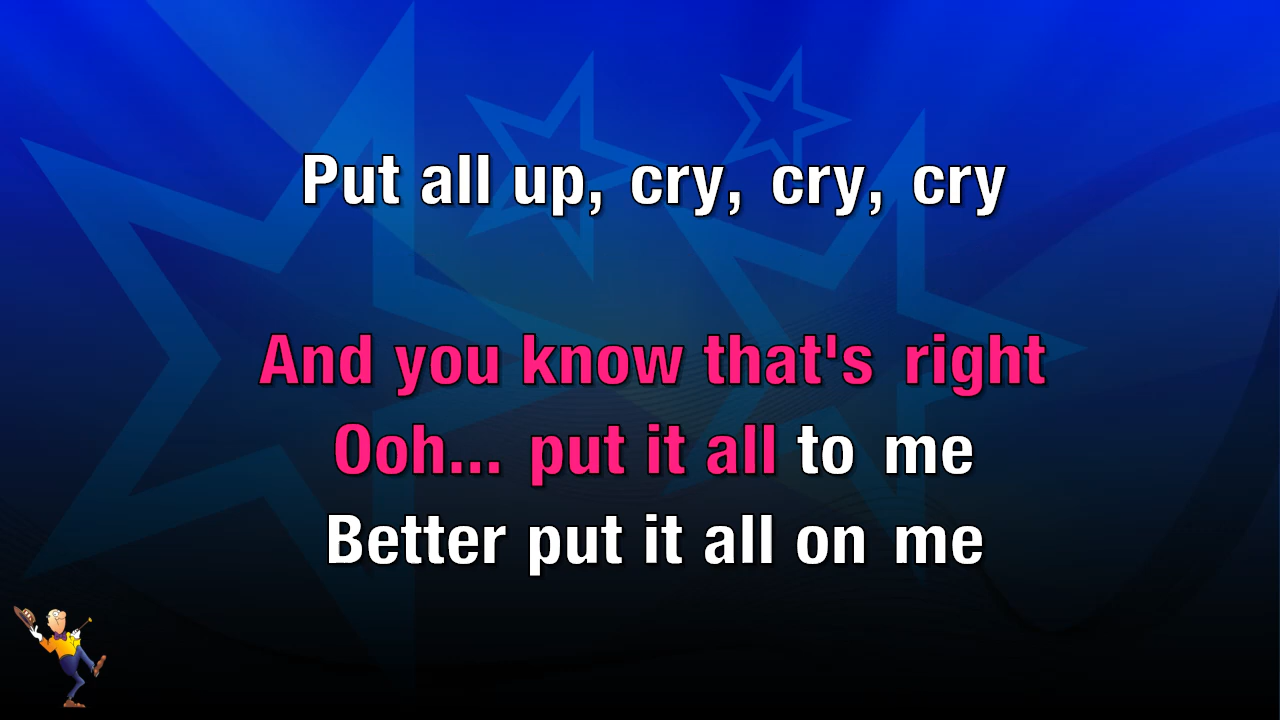 Put all up, cry, cry, cry
And you know that's right
Ooh... put it all to me
Better put it all on me